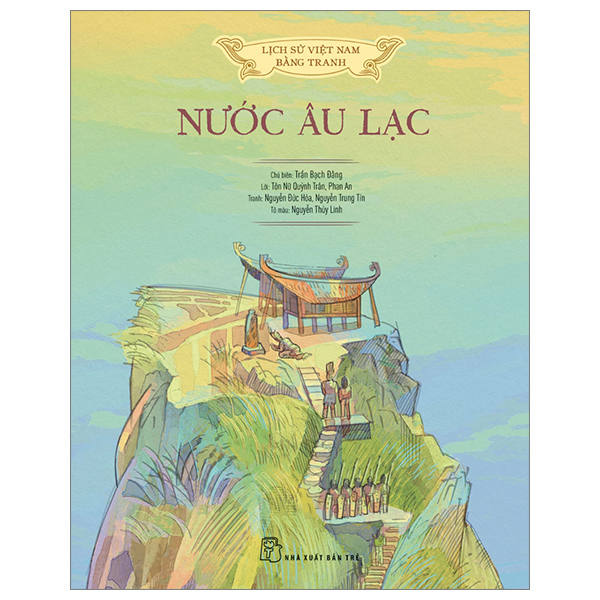 LỊCH SỬ VIỆT NAM
BẰNG TRANH
NƯỚC ÂU LẠC
Chủ biên: Trần Bạch Đằng
Lời: Tôn Nữ Quỳnh Trân, Phan An
Tranh: Nguyễn Đức Hòa, Nguyễn Trung Tín
Tô màu: Nguyễn Thùy Linh
NHÀ XUẤT BẢN TRẺ